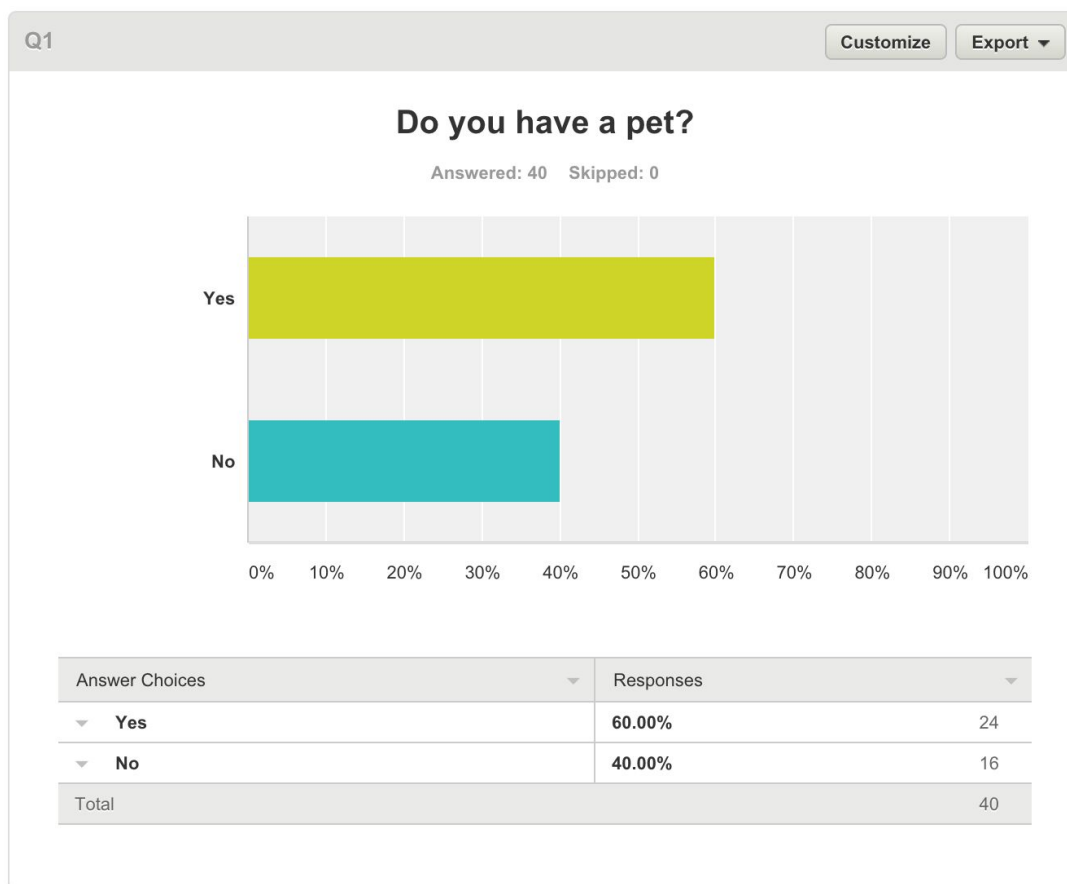 Q1 Customize Export
Do you have a pet?
Answered: 40 Skipped: 0
Yes
No
0% 10% 20% 30% 40% 50% 60% 70% 80% 90% 100%
Answer Choices Responses
Yes 60.00% 24
No 40.00% 16
Total 40